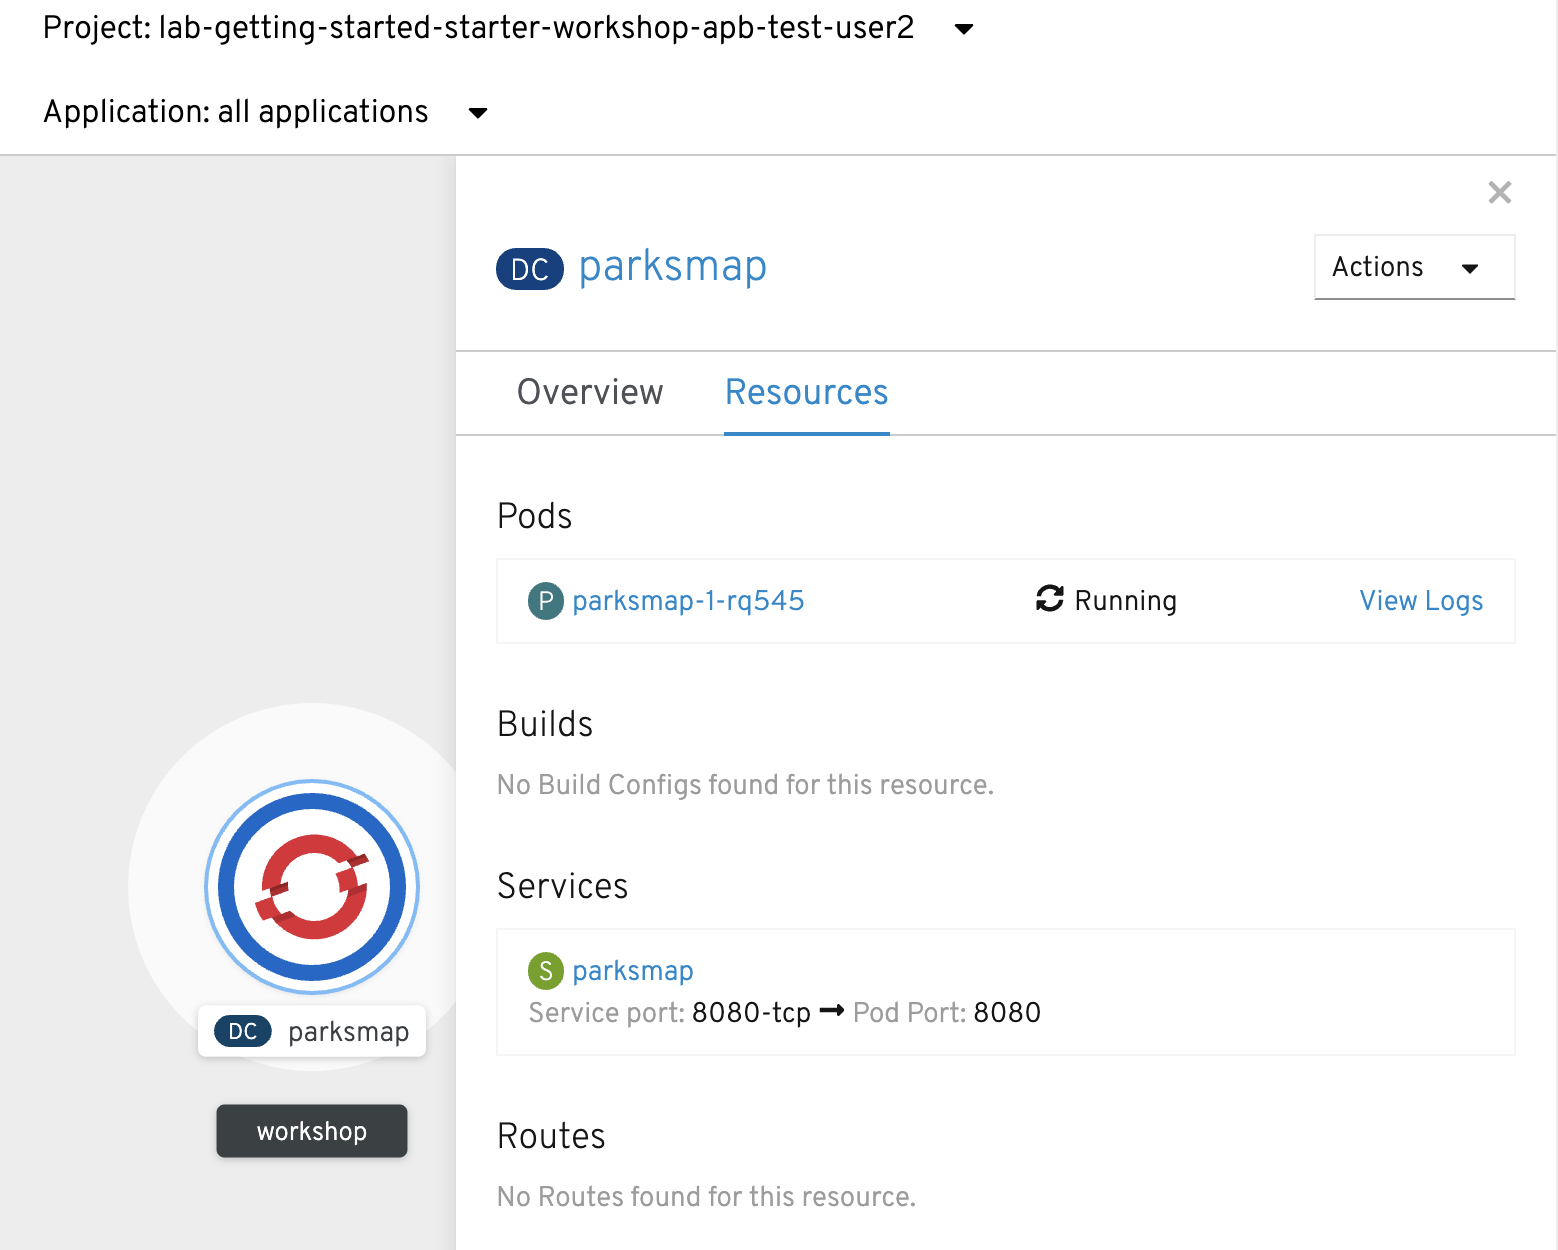 Project: lab-getting-started-starter-workshop-apb-test-user2
Application: all applications
DC parksmap
Actions
Overview Resources
Pods
P parksmap-1-rq545 Running View Logs
Builds
No Build Configs found for this resource.
Services
S parksmap
Service port: 8080-tcp → Pod Port: 8080
Routes
No Routes found for this resource.
DC parksmap
workshop